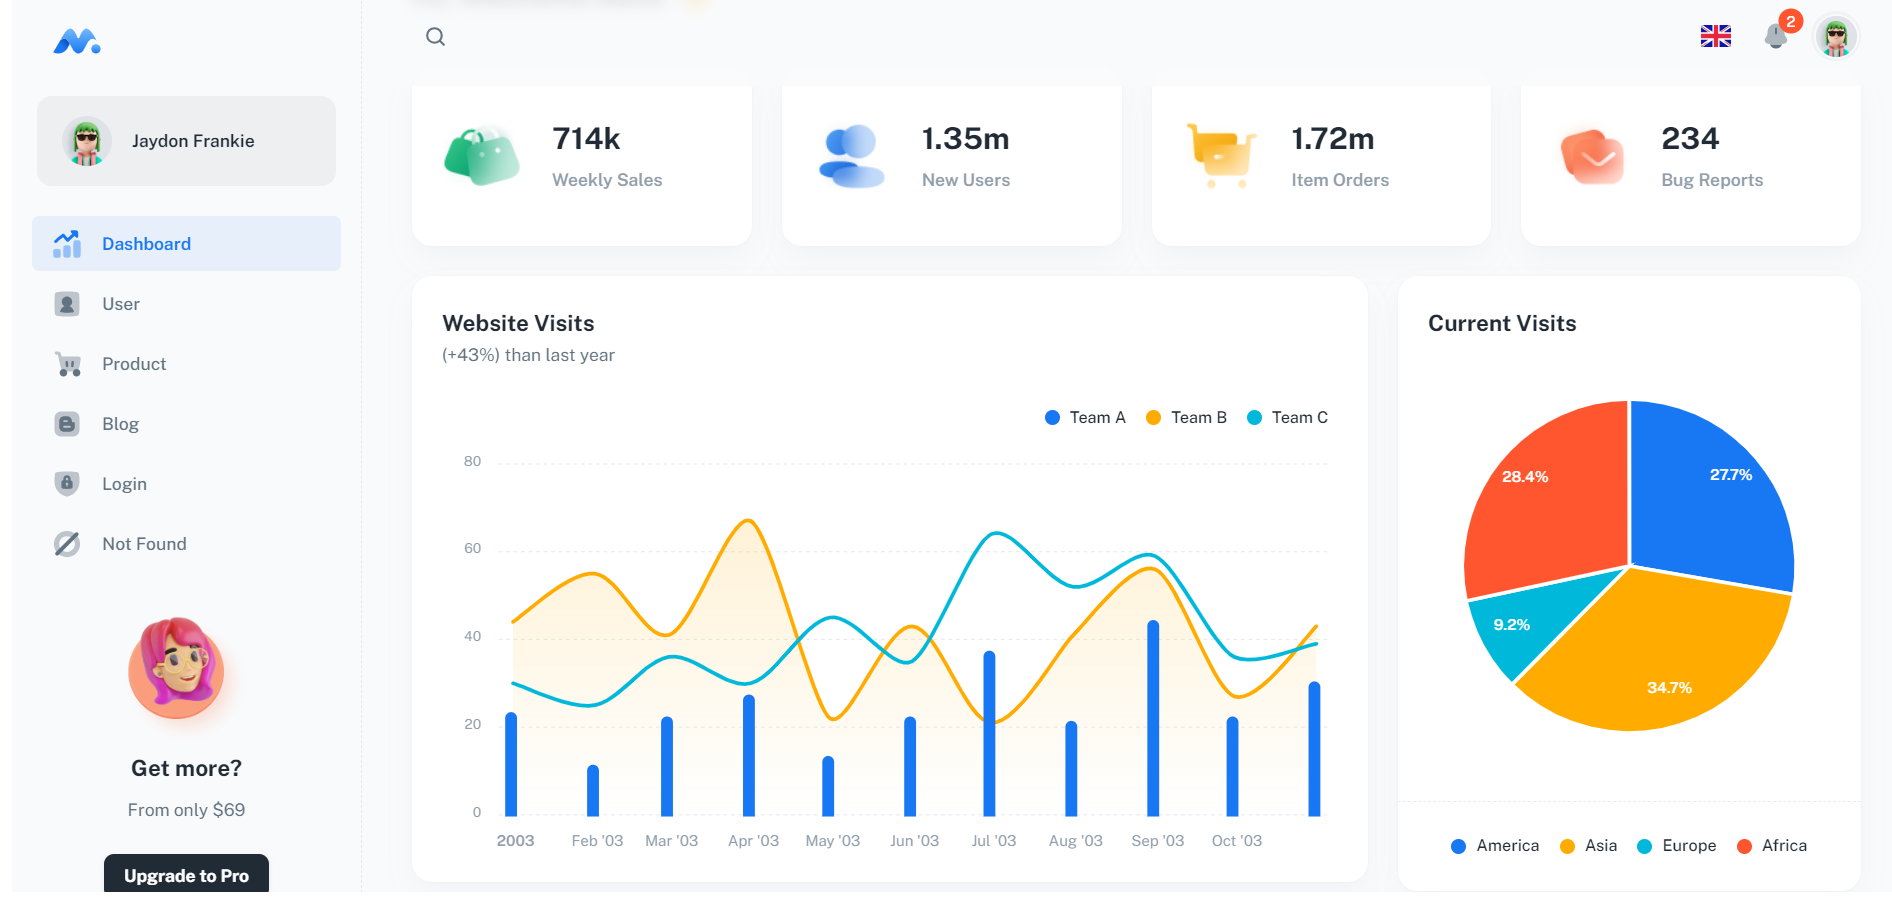 2
Jaydon Frankie
Dashboard
User
Product
Blog
Login
Not Found
Get more?
From only $69
Upgrade to Pro
714k
Weekly Sales
1.35m
New Users
1.72m
Item Orders
234
Bug Reports
Website Visits
(+43%) than last year
Team A Team B Team C
80
60
40
20
0
2003 Feb '03 Mar '03 Apr '03 May '03 Jun '03 Jul '03 Aug '03 Sep '03 Oct '03
Current Visits
28.4%
27.7%
9.2%
34.7%
America Asia Europe Africa